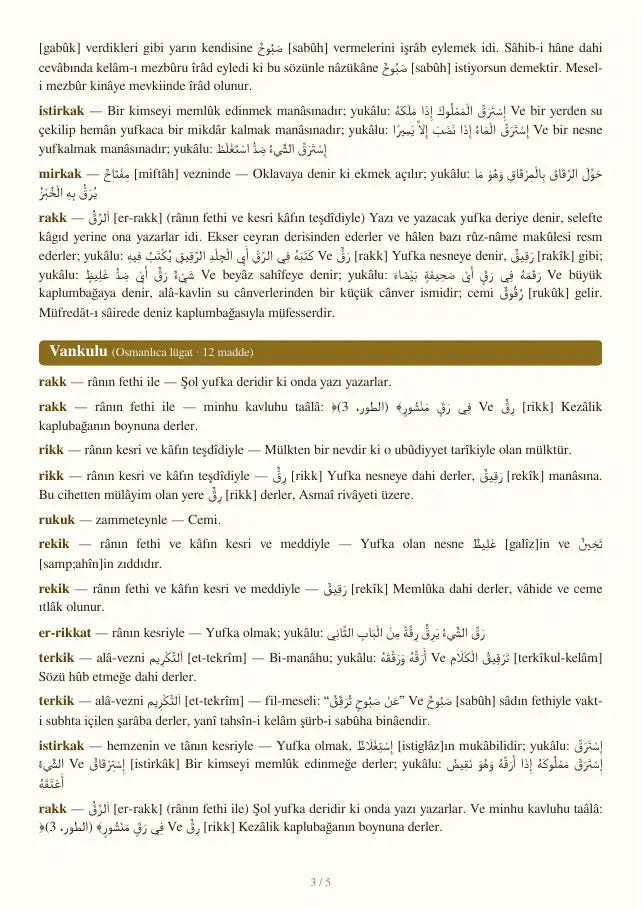 [gabûk] verdikleri gibi yarın kendisine صَبُوحٌ [sabûh] vermelerini işrâb eylemek idi. Sâhib-i hâne dahi
cevâbında kelâm-ı mezbûru îrâd eyledi ki bu sözünle nâzükâne صَبُوحٌ [sabûh] istiyorsun demektir. Mesel-
i mezbûr kinâye mevkiinde îrâd olunur.
istirkak — Bir kimseyi memlûk edinmek manâsınadır; yukâlu: إِسْتَرَقَّ الْمَمْلُوكَ إِذَا مَلَكَهُ Ve bir yerden su
çekilip hemân yufkaca bir mikdâr kalmak manâsınadır; yukâlu: إِسْتَرَقَّ الْمَاءُ إِذَا نَضَبَ إِلاَّ يَسِيرًا Ve bir nesne
yufkalmak manâsınadır; yukâlu: إِسْتَرَقَّ الشَّيْءُ ضِدُّ اسْتَغْلَظَ
mirkak — مِفْتَاحٌ [miftâh] vezninde — Oklavaya denir ki ekmek açılır; yukâlu: حَوِّلِ الرُّقَاقَ بِالْمِرْقَاقِ وَهُوَ مَا
يُرَقُّ بِهِ الْخُبْزُ
rakk — اَلرَّقُّ [er-rakk] (rânın fethi ve kesri kâfın teşdîdiyle) Yazı ve yazacak yufka deriye denir, selefte
kâgıd yerine ona yazarlar idi. Ekser ceyran derisinden ederler ve hâlen bazı rûz-nâme makûlesi resm
ederler; yukâlu: كَتَبَهُ فِي الرَّقِّ أَيِ الْجِلْدِ الرَّقِيقِ يُكْتَبُ فِيهِ Ve رَقٌّ [rakk] Yufka nesneye denir, رَقِيقٌ [rakîk] gibi;
yukâlu: شَيْءٌ رَقٌّ أَيْ ضِدُّ غَلِيظٍ Ve beyâz sahîfeye denir; yukâlu: رَقَمَهُ فِي رَقٍّ أَيْ صَحِيفَةٍ بَيْضَاءَ Ve büyük
kaplumbağaya denir, alâ-kavlin su cânverlerinden bir küçük cânver ismidir; cemi رُقُوقٌ [rukûk] gelir.
Müfredât-ı sâirede deniz kaplumbağasıyla müfesserdir.
Vankulu (Osmanlıca lügat · 12 madde)
rakk — rânın fethi ile — Şol yufka deridir ki onda yazı yazarlar.
rakk — rânın fethi ile — minhu kavluhu taâlâ: ﴿فِي رَقٍّ مَنْشُورٍ﴾ (الطور، 3) Ve رِقٌّ [rikk] Kezâlik
kaplubağanın boynuna derler.
rikk — rânın kesri ve kâfın teşdîdiyle — Mülkten bir nevdir ki o ubûdiyyet tarîkiyle olan mülktür.
rikk — rânın kesri ve kâfın teşdîdiyle — رِقٌّ [rikk] Yufka nesneye dahi derler, رَقِيقٌ [rekîk] manâsına.
Bu cihetten mülâyim olan yere رِقٌّ [rikk] derler, Asmaî rivâyeti üzere.
rukuk — zammeteynle — Cemi.
rekik — rânın fethi ve kâfın kesri ve meddiyle — Yufka olan nesne غَلِيظٌ [galîz]in ve ثَخِينٌ
[samp;ahîn]in zıddıdır.
rekik — rânın fethi ve kâfın kesri ve meddiyle — رَقِيقٌ [rekîk] Memlûka dahi derler, vâhide ve ceme
ıtlâk olunur.
er-rikkat — rânın kesriyle — Yufka olmak; yukâlu: رَقَّ الشَّيْءُ يَرِقُّ رِقَّةً مِنَ الْبَابِ الثَّانِي
terkik — alâ-vezni اَلتَّكْرِيم [et-tekrîm] — Bi-manâhu; yukâlu: أَرَقَّهُ وَرَقَّقَهُ Ve تَرْقِيقُ الْكَلَامِ [terkîkul-kelâm]
Sözü hûb etmeğe dahi derler.
terkik — alâ-vezni اَلتَّكْرِيم [et-tekrîm] — fil-meseli: “عَنْ صَبُوحٍ تُرَقِّقُ” Ve صَبُوحٌ [sabûh] sâdın fethiyle vakt-
i subhta içilen şarâba derler, yanî tahsîn-i kelâm şürb-i sabûha binâendir.
istirkak — hemzenin ve tânın kesriyle — Yufka olmak, إِسْتِغْلَاظٌ [istiglâz]ın mukâbilidir; yukâlu: إِسْتَرَقَّ
الشَّيْءُ Ve إِسْتِرْقَاقٌ [istirkâk] Bir kimseyi memlûk edinmeğe derler; yukâlu: إِسْتَرَقَّ مَمْلُوكَهُ إِذَا أَرَقَّهُ وَهُوَ نَقِيضُ
أَعْتَقَهُ
rakk — اَلرَّقُّ [er-rakk] (rânın fethi ile) Şol yufka deridir ki onda yazı yazarlar. Ve minhu kavluhu taâlâ:
﴿فِي رَقٍّ مَنْشُورٍ﴾ (الطور، 3) Ve رِقٌّ [rikk] Kezâlik kaplubağanın boynuna derler.
3 / 5